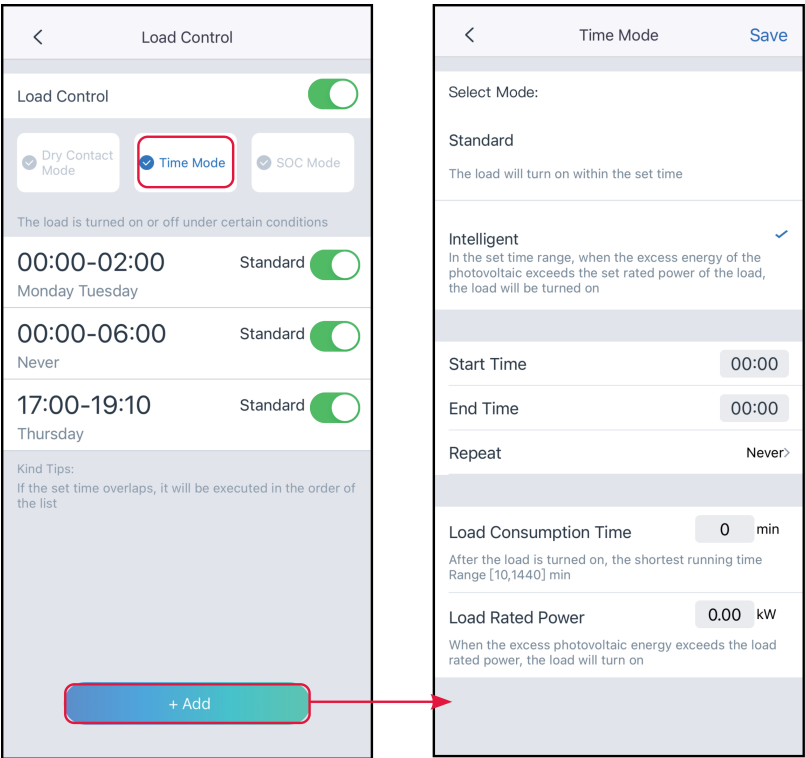 Load Control
Load Control
Dry Contact
Mode
Time Mode
SOC Mode
The load is turned on or off under certain conditions
00:00-02:00
Standard
Monday Tuesday
00:00-06:00
Standard
Never
17:00-19:10
Standard
Thursday
Kind Tips:
If the set time overlaps, it will be executed in the order of
the list
+ Add
Time Mode
Save
Select Mode:
Standard
The load will turn on within the set time
Intelligent
In the set time range, when the excess energy of the
photovoltaic exceeds the set rated power of the load,
the load will be turned on
Start Time
00:00
End Time
00:00
Repeat
Never>
Load Consumption Time
0 min
After the load is turned on, the shortest running time
Range [10,1440] min
Load Rated Power
0.00 kW
When the excess photovoltaic energy exceeds the load
rated power, the load will turn on